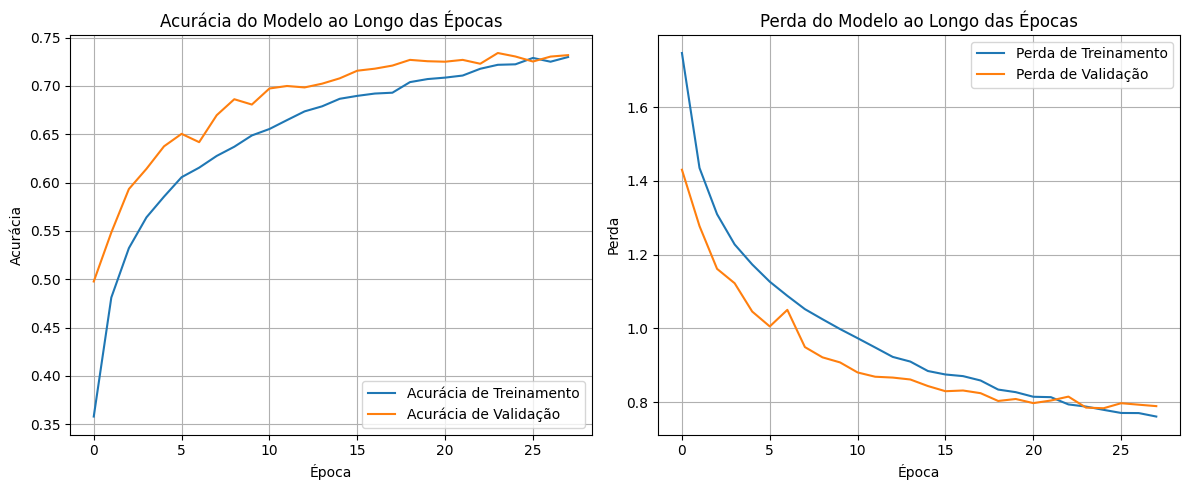 Acurácia do Modelo ao Longo das Épocas
0.75
0.70
0.65
0.60
0.55
0.50
0.45
0.40
0.35
Acurácia
0
5
10
15
20
25
Época
Acurácia de Treinamento
Acurácia de Validação
Perda do Modelo ao Longo das Épocas
1.6
1.4
1.2
1.0
0.8
Perda
0
5
10
15
20
25
Época
Perda de Treinamento
Perda de Validação